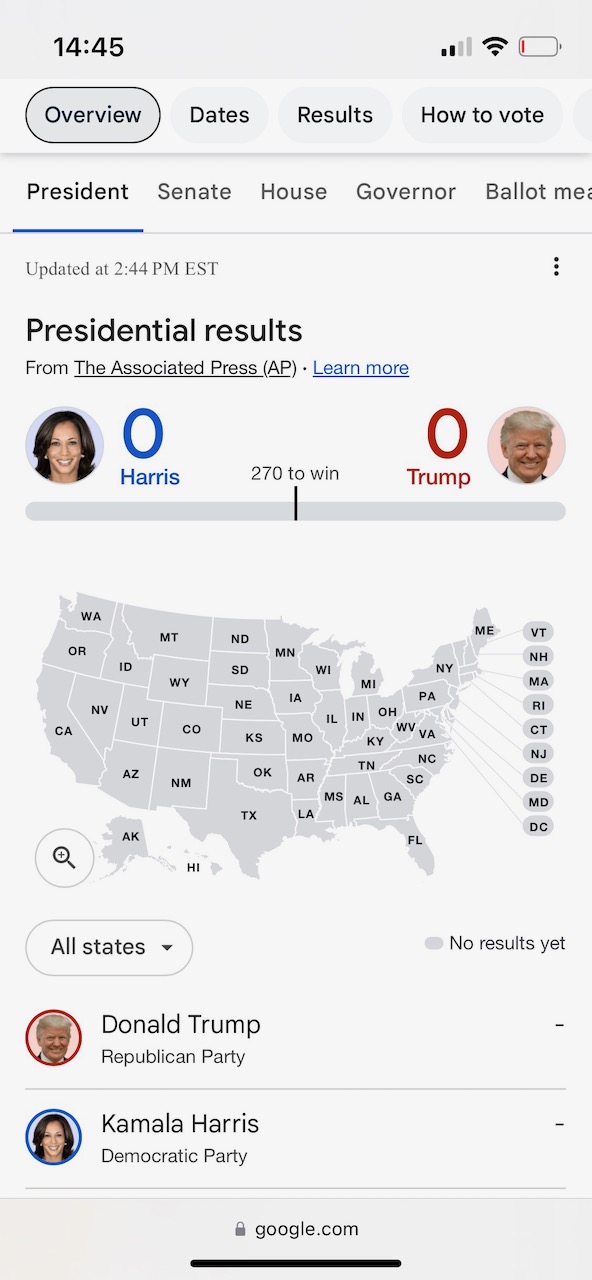 14:45
Overview Dates Results How to vote
President Senate House Governor Ballot mea
Updated at 2:44 PM EST
Presidential results
From The Associated Press (AP) · Learn more
0 0
Harris 270 to win Trump
WA
OR
ID
MT
ND
MN
WI
MI
NY
ME
VT
NH
MA
RI
CT
NJ
DE
MD
DC
SD
WY
NV
UT
CO
NE
IA
IL
IN
OH
PA
WV
VA
CA
KS
MO
KY
NC
TN
AZ
NM
OK
AR
SC
MS
AL
GA
TX
LA
FL
AK
HI
All states
No results yet
Donald Trump -
Republican Party
Kamala Harris -
Democratic Party
google.com